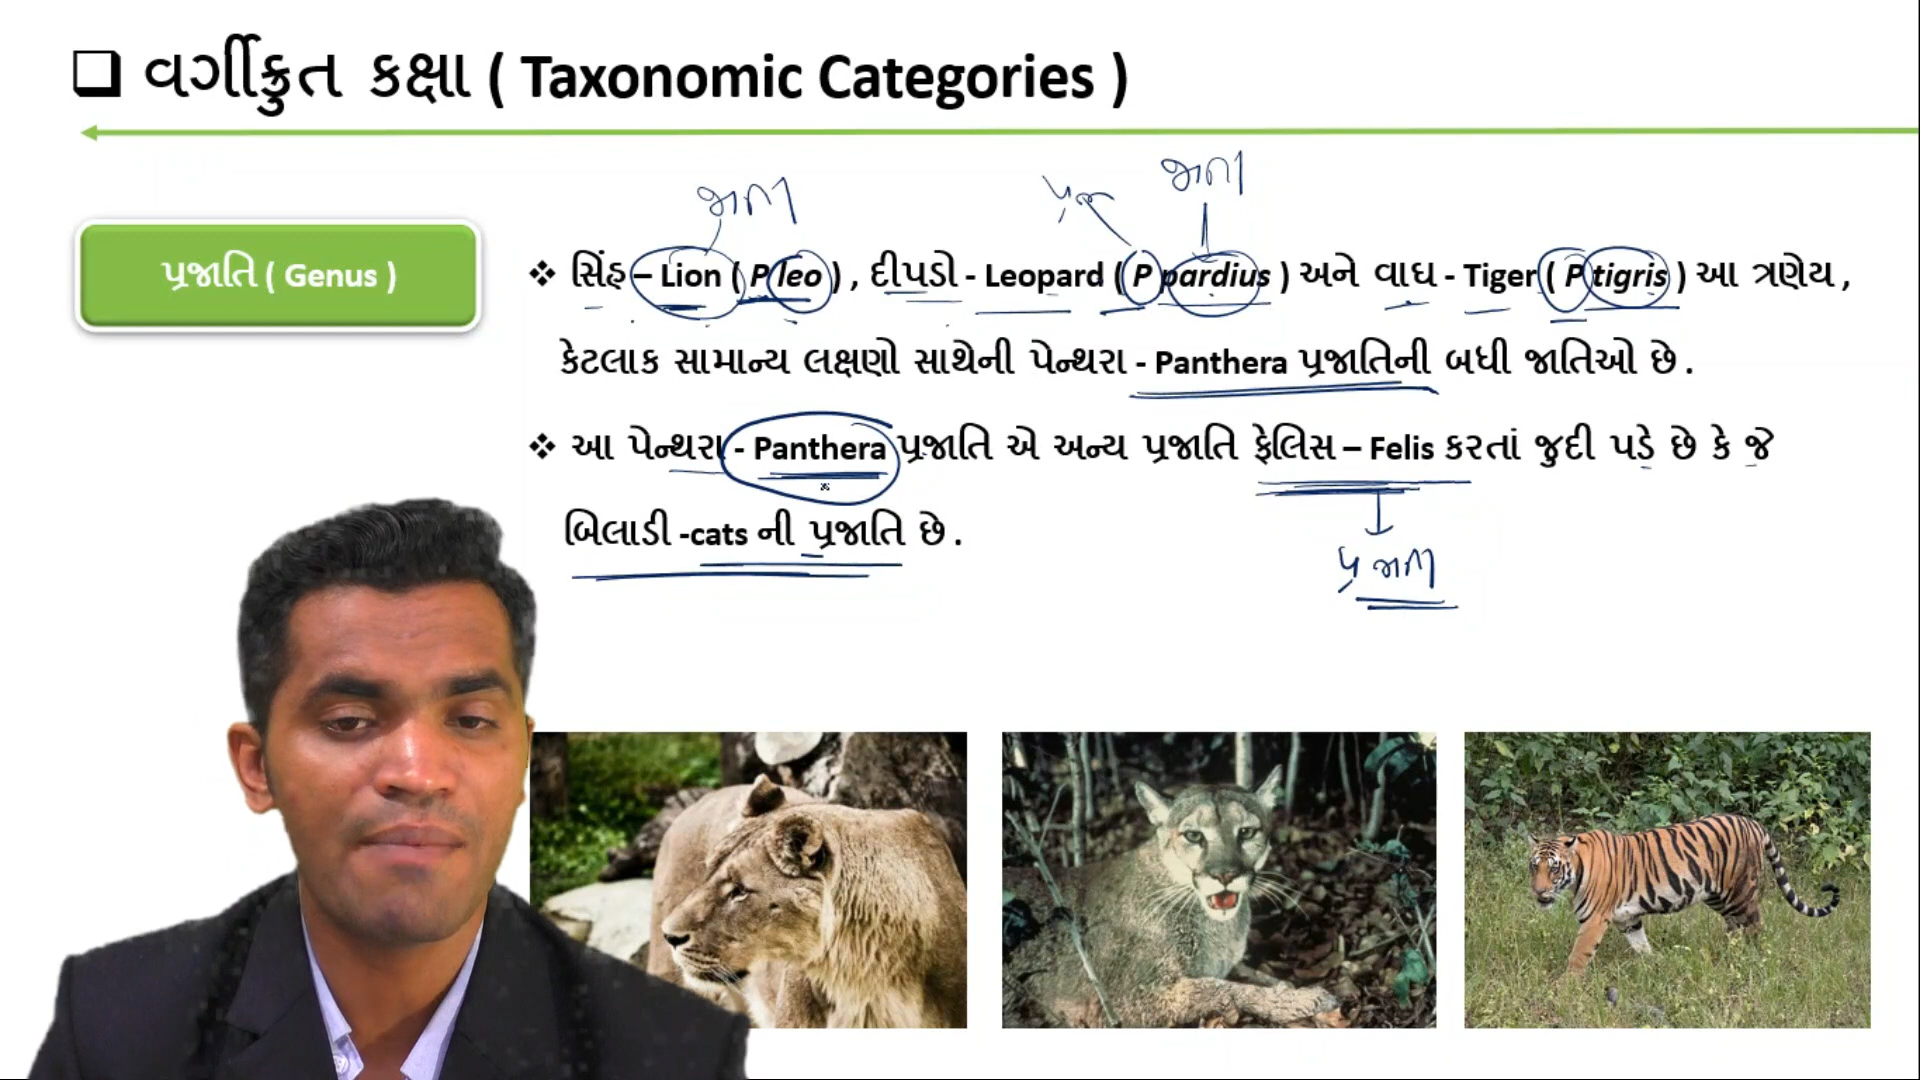 વર્ગીક્રુત કક્ષા ( Taxonomic Categories )
જાતી
પ્રજા
જાતી
પ્રજાતિ ( Genus )
❖ સિંહ – Lion ( P leo ) , દીપડો - Leopard ( P pardius ) અને વાઘ - Tiger ( P tigris ) આ ત્રણેય ,
કેટલાક સામાન્ય લક્ષણો સાથેની પેન્થરા - Panthera પ્રજાતિની બધી જાતિઓ છે .
❖ આ પેન્થરા - Panthera પ્રજાતિ એ અન્ય પ્રજાતિ ફેલિસ – Felis કરતાં જુદી પડે છે કે જે
બિલાડી -cats ની પ્રજાતિ છે .
પ્રજાતી